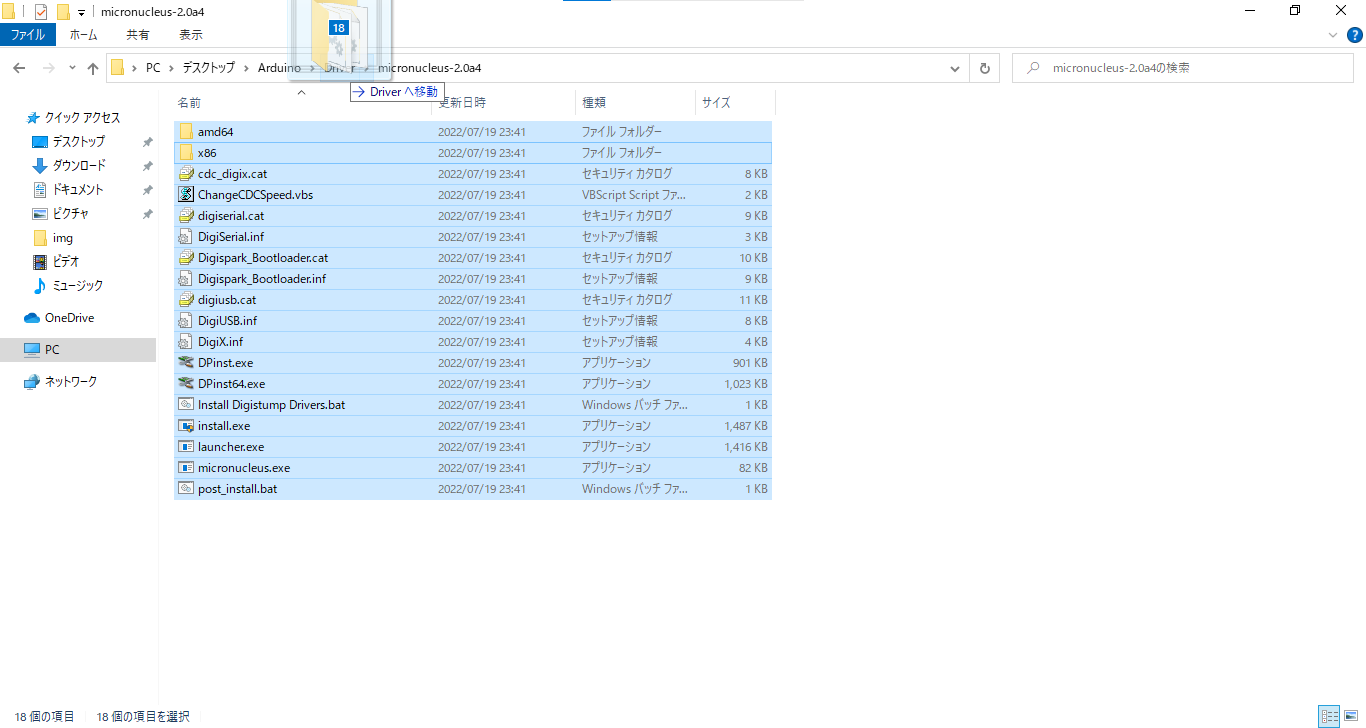 micronucleus-2.0a4
18
ファイル ホーム 共有 表示
PC デスクトップ Arduino Driver micronucleus-2.0a4
micronucleus-2.0a4の検索
Driver へ移動
名前 更新日時 種類 サイズ
クイック アクセス
デスクトップ
ダウンロード
ドキュメント
ピクチャ
img
ビデオ
ミュージック
OneDrive
PC
ネットワーク
amd64 2022/07/19 23:41 ファイル フォルダー
x86 2022/07/19 23:41 ファイル フォルダー
cdc_digix.cat 2022/07/19 23:41 セキュリティ カタログ 8 KB
ChangeCDCSpeed.vbs 2022/07/19 23:41 VBScript Script ファ... 2 KB
digiserial.cat 2022/07/19 23:41 セキュリティ カタログ 9 KB
DigiSerial.inf 2022/07/19 23:41 セットアップ情報 3 KB
Digispark_Bootloader.cat 2022/07/19 23:41 セキュリティ カタログ 10 KB
Digispark_Bootloader.inf 2022/07/19 23:41 セットアップ情報 9 KB
digiusb.cat 2022/07/19 23:41 セキュリティ カタログ 11 KB
DigiUSB.inf 2022/07/19 23:41 セットアップ情報 8 KB
DigiX.inf 2022/07/19 23:41 セットアップ情報 4 KB
DPinst.exe 2022/07/19 23:41 アプリケーション 901 KB
DPinst64.exe 2022/07/19 23:41 アプリケーション 1,023 KB
Install Digistump Drivers.bat 2022/07/19 23:41 Windows バッチ ファ... 1 KB
install.exe 2022/07/19 23:41 アプリケーション 1,487 KB
launcher.exe 2022/07/19 23:41 アプリケーション 1,416 KB
micronucleus.exe 2022/07/19 23:41 アプリケーション 82 KB
post_install.bat 2022/07/19 23:41 Windows バッチ ファ... 1 KB
18 個の項目 18 個の項目を選択